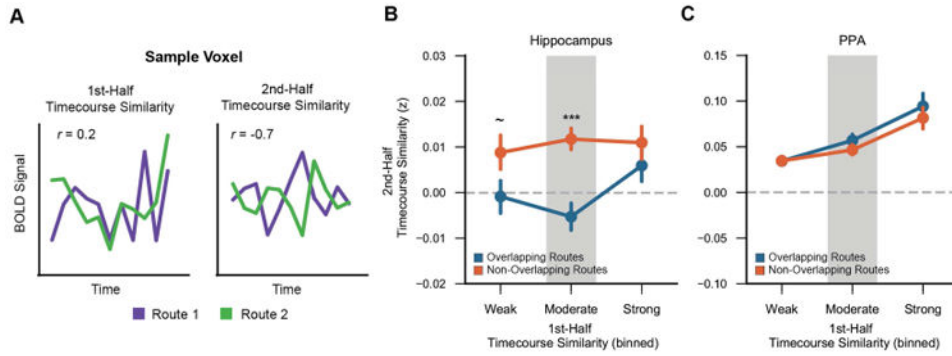 A
Sample Voxel
1st-Half
Timecourse Similarity
2nd-Half
Timecourse Similarity
r = 0.2
r = -0.7
BOLD Signal
Time
Time
Route 1
Route 2
B
Hippocampus
0.03
0.02
0.01
0.00
−0.01
−0.02
2nd-Half
Timecourse Similarity (z)
~
***
Overlapping Routes
Non-Overlapping Routes
Weak
Moderate
Strong
1st-Half
Timecourse Similarity (binned)
C
PPA
0.15
0.10
0.05
0.00
−0.05
−0.10
Overlapping Routes
Non-Overlapping Routes
Weak
Moderate
Strong
1st-Half
Timecourse Similarity (binned)